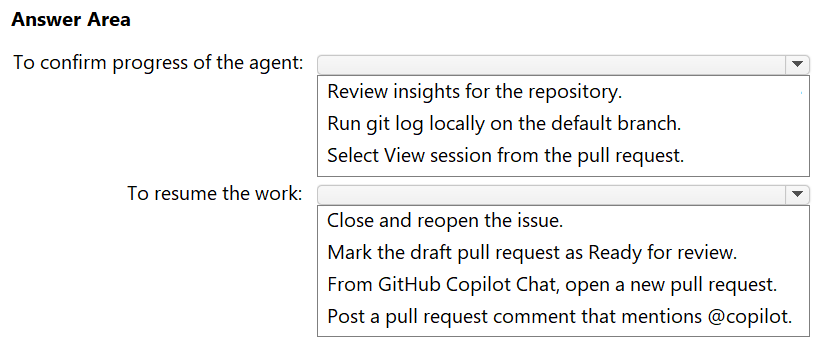 Answer Area
To confirm progress of the agent:
Review insights for the repository.
Run git log locally on the default branch.
Select View session from the pull request.
To resume the work:
Close and reopen the issue.
Mark the draft pull request as Ready for review.
From GitHub Copilot Chat, open a new pull request.
Post a pull request comment that mentions @copilot.